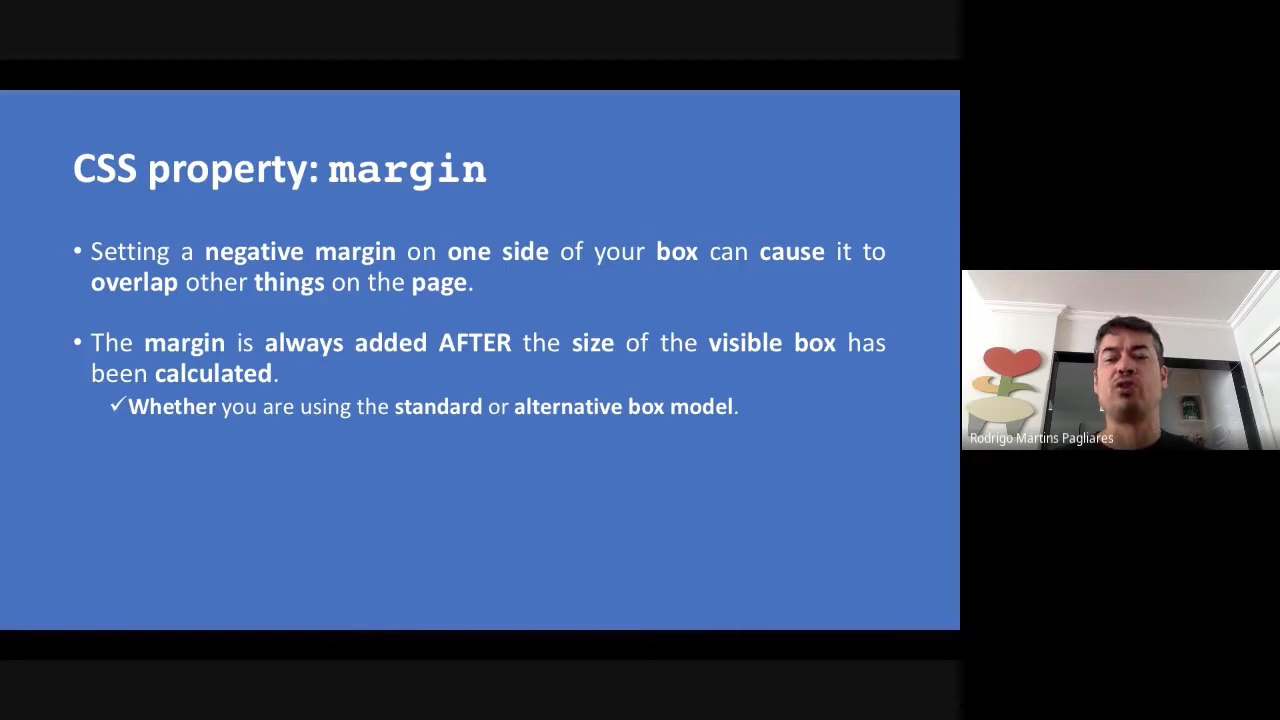 CSS property: margin
• Setting a negative margin on one side of your box can cause it to
overlap other things on the page.
• The margin is always added AFTER the size of the visible box has
been calculated.
✓Whether you are using the standard or alternative box model.
Rodrigo Martins Pagliares